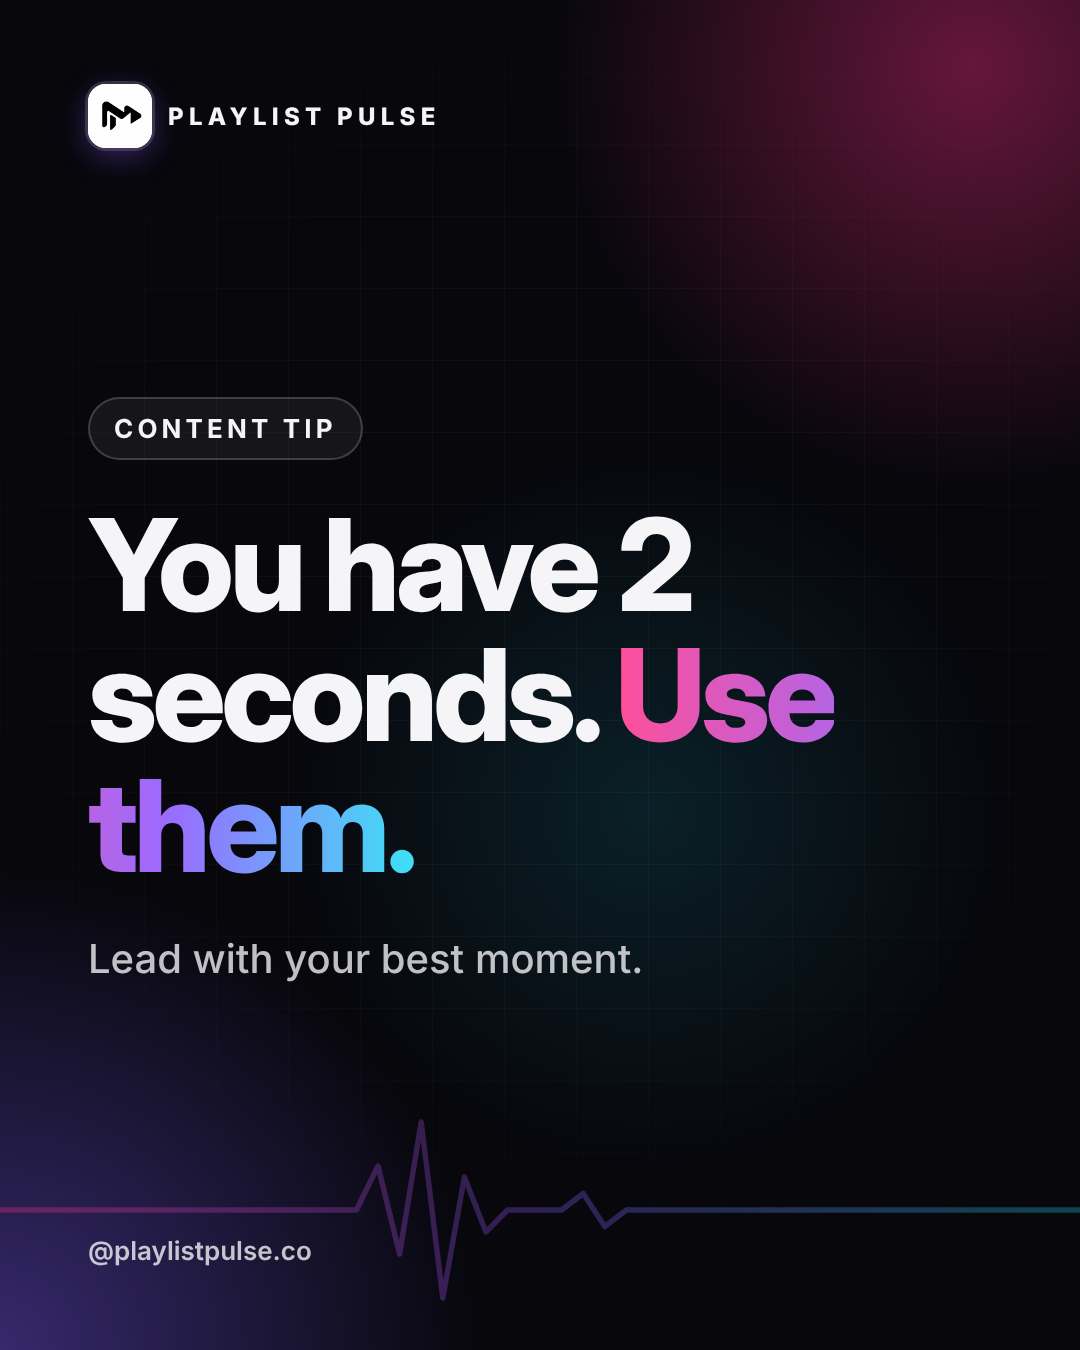 PLAYLIST PULSE
CONTENT TIP
You have 2
seconds. Use
them.
Lead with your best moment.
@playlistpulse.co